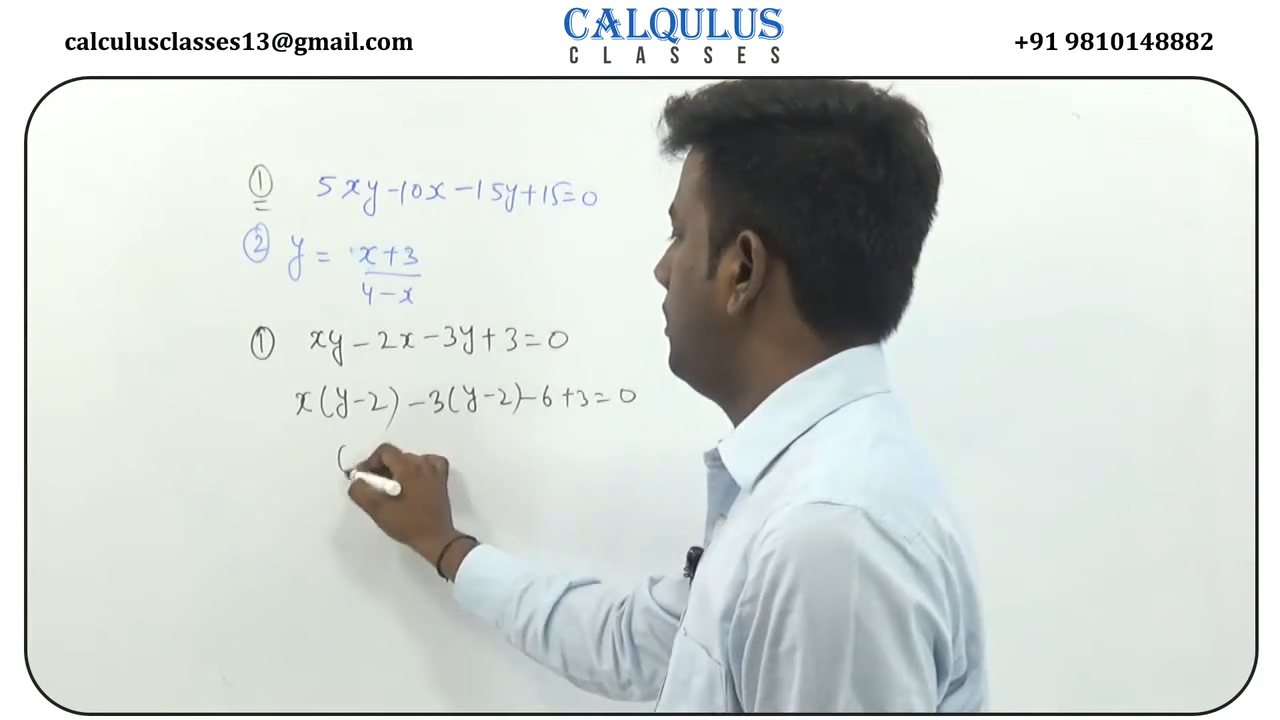 calculusclasses13@gmail.com
CALQULUS
CLASSES
+91 9810148882
① 5xy-10x-15y+15=0
② y = x+3
4-x
① xy-2x-3y+3=0
x(y-2)-3(y-2)-6+3=0
(